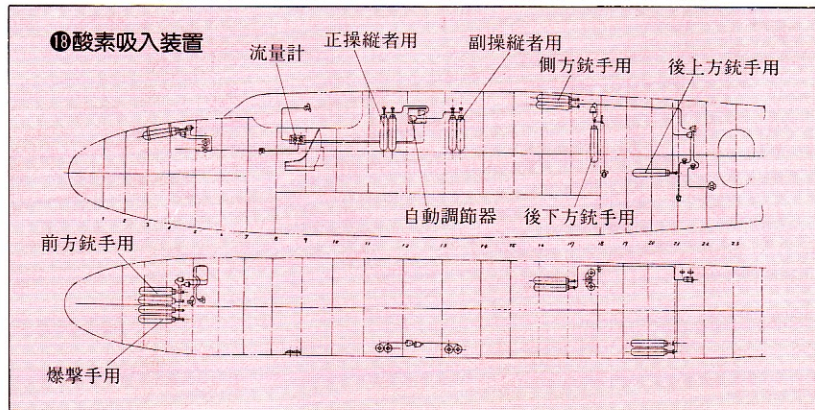 ⓲酸素吸入装置
流量計
正操縦者用
副操縦者用
側方銃手用
後上方銃手用
自動調節器
後下方銃手用
前方銃手用
爆撃手用